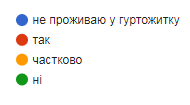 не проживаю у гуртожитку
так
частково
ні